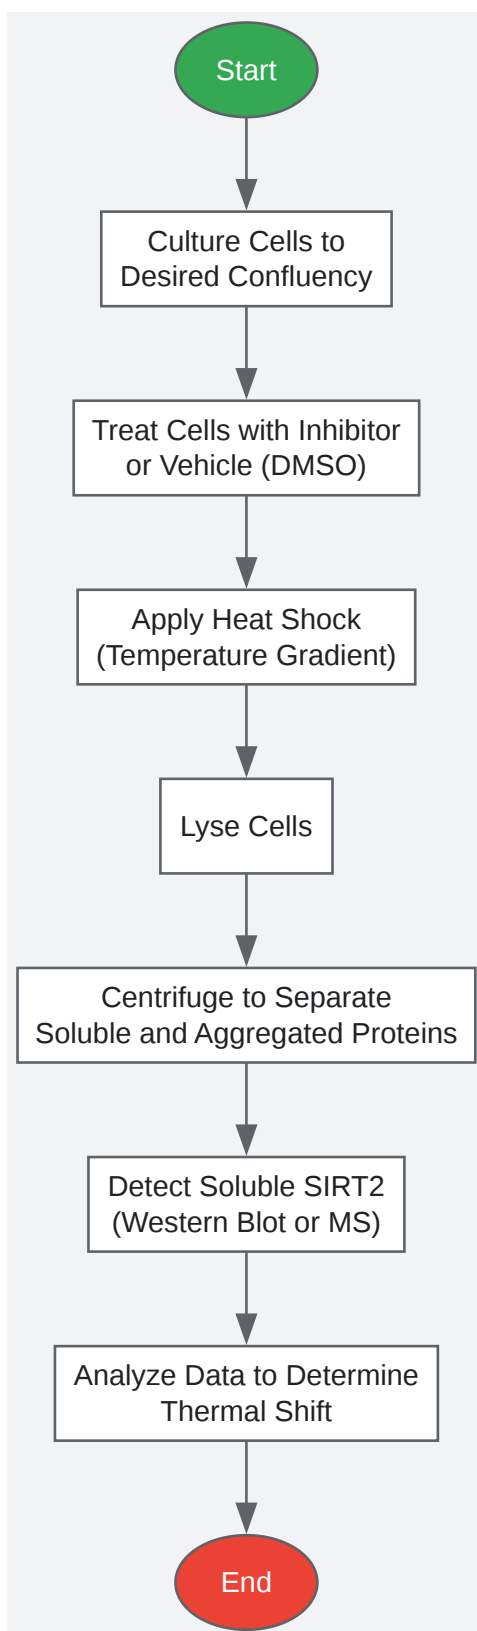 Start
Culture Cells to
Desired Confluency
Treat Cells with Inhibitor
or Vehicle (DMSO)
Apply Heat Shock
(Temperature Gradient)
Lyse Cells
Centrifuge to Separate
Soluble and Aggregated Proteins
Detect Soluble SIRT2
(Western Blot or MS)
Analyze Data to Determine
Thermal Shift
End